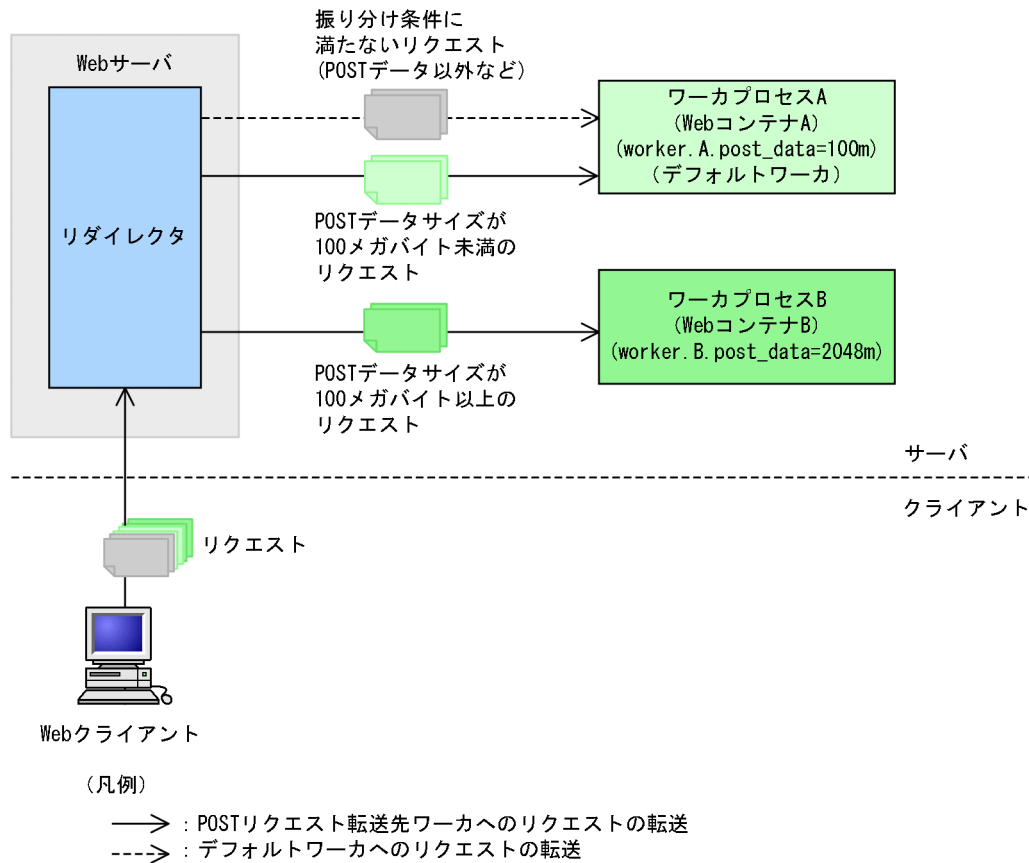 振り分け条件に
満たないリクエスト
(POSTデータ以外など)
Webサーバ
リダイレクタ
ワーカプロセスA
(WebコンテナA)
(worker.A.post_data=100m)
(デフォルトワーカ)
POSTデータサイズが
100メガバイト未満の
リクエスト
ワーカプロセスB
(WebコンテナB)
(worker.B.post_data=2048m)
POSTデータサイズが
100メガバイト以上の
リクエスト
サーバ
クライアント
リクエスト
Webクライアント
(凡例)
: POSTリクエスト転送先ワーカへのリクエストの転送
: デフォルトワーカへのリクエストの転送